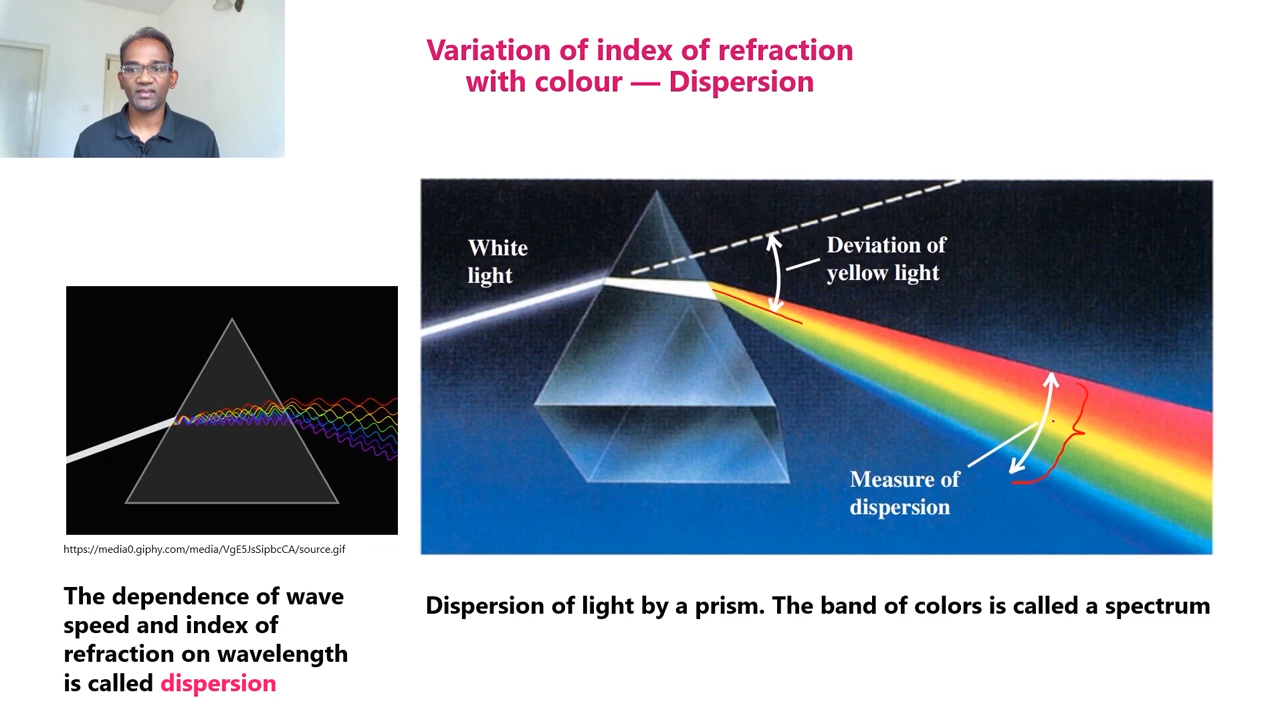 Variation of index of refraction
with colour — Dispersion
White
light
Deviation of
yellow light
Measure of
dispersion
https://media0.giphy.com/media/VgE5JsSipbcCA/source.gif
The dependence of wave
speed and index of
refraction on wavelength
is called dispersion
Dispersion of light by a prism. The band of colors is called a spectrum